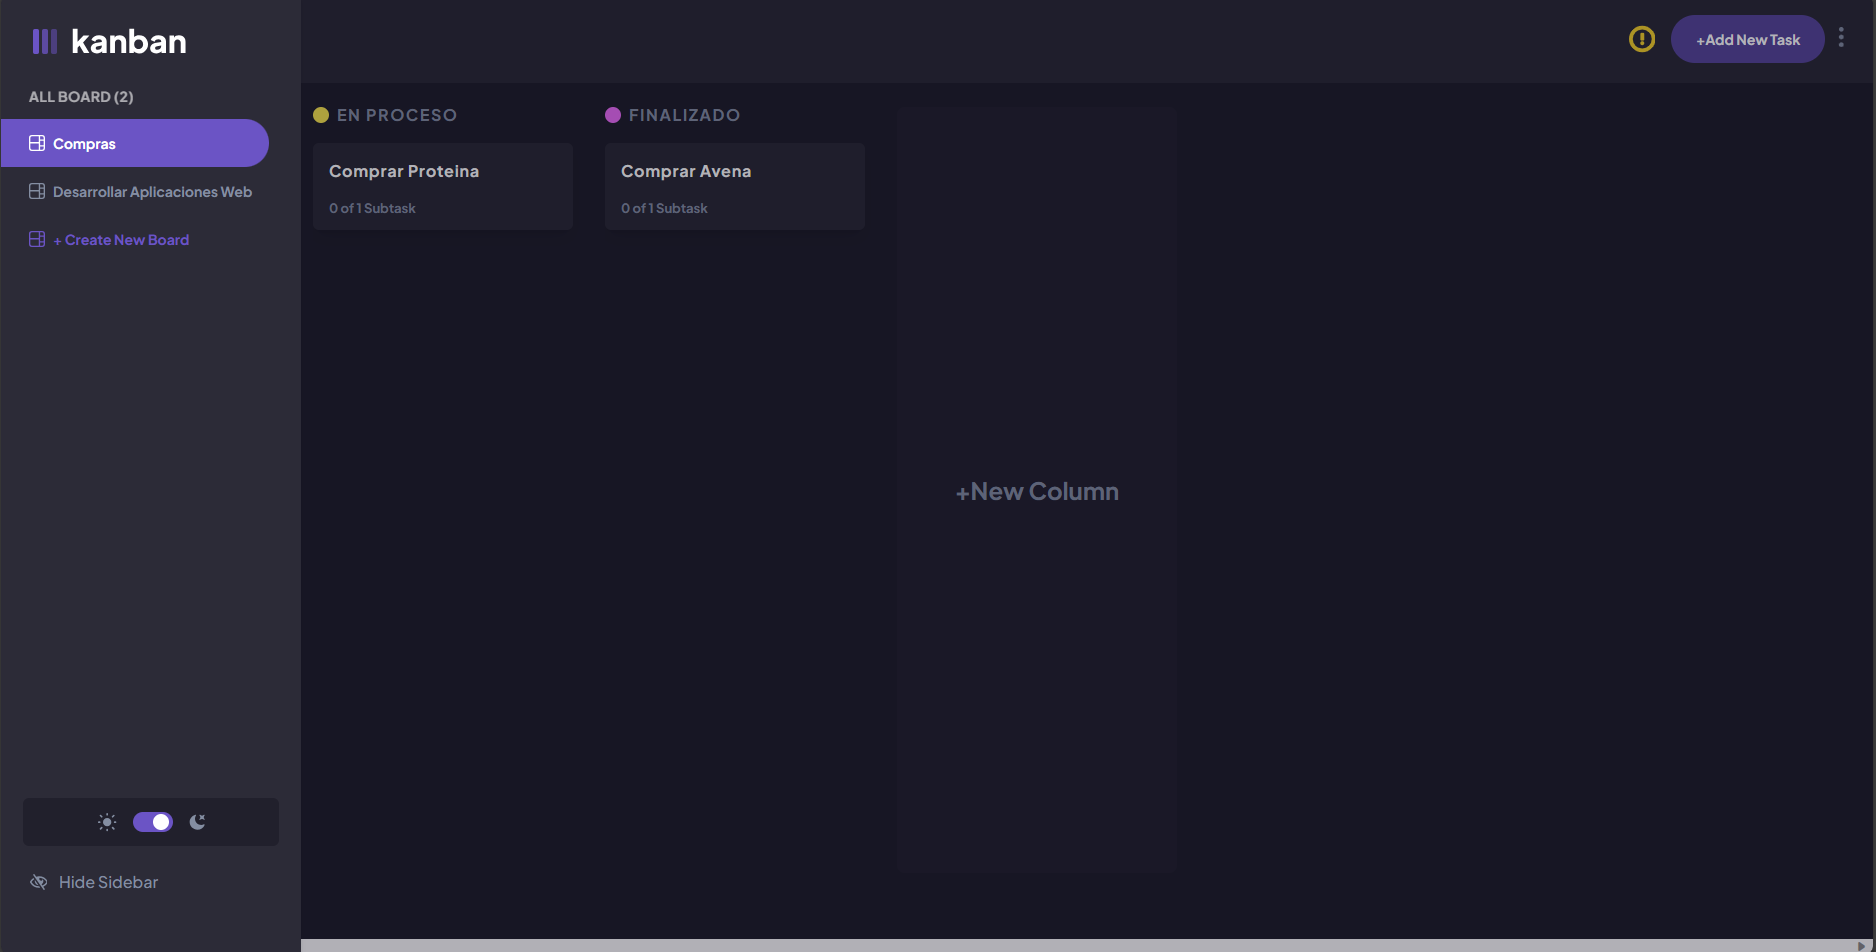 kanban
ALL BOARD (2)
Compras
Desarrollar Aplicaciones Web
+ Create New Board
Hide Sidebar
+Add New Task
EN PROCESO
Comprar Proteina
0 of 1 Subtask
FINALIZADO
Comprar Avena
0 of 1 Subtask
+New Column